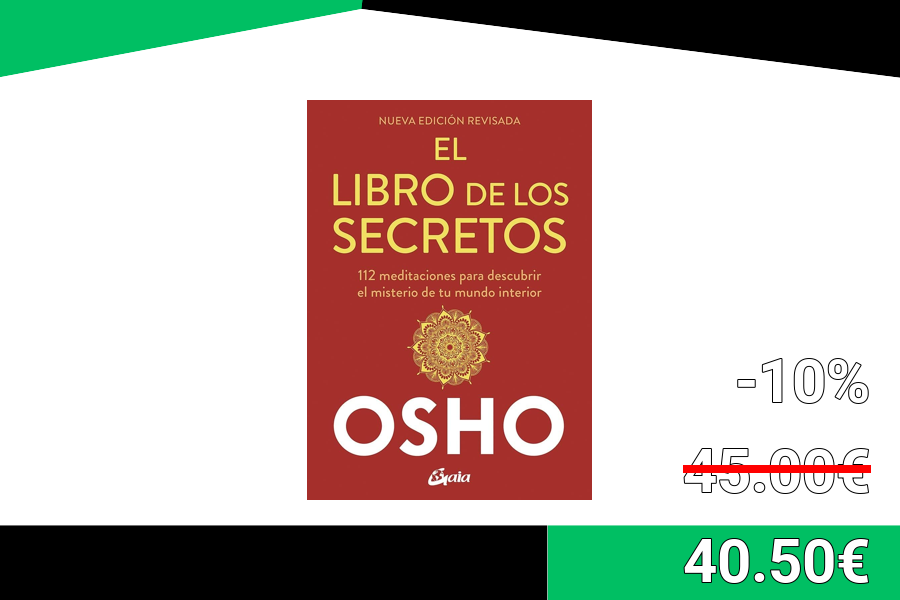 NUEVA EDICIÓN REVISADA
EL
LIBRO DE LOS
SECRETOS
112 meditaciones para descubrir
el misterio de tu mundo interior
OSHO
Gaia
-10%
45.00€
40.50€